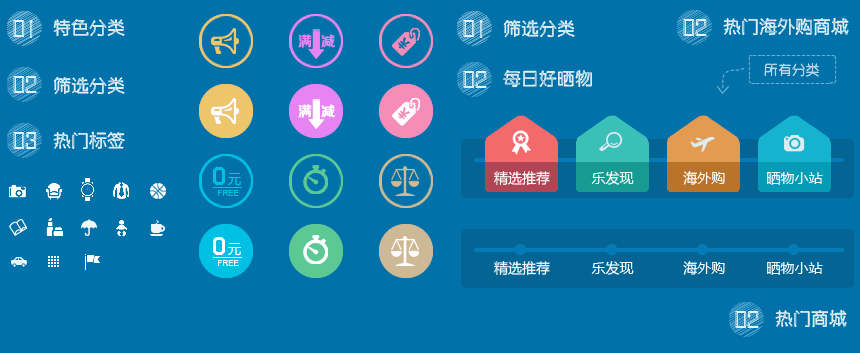 01 特色分类
02 筛选分类
03 热门标签
满减
满减
0元
FREE
0元
FREE
01 筛选分类
02 每日好晒物
02 热门海外购商城
所有分类
精选推荐 乐发现 海外购 晒物小站
精选推荐 乐发现 海外购 晒物小站
02 热门商城